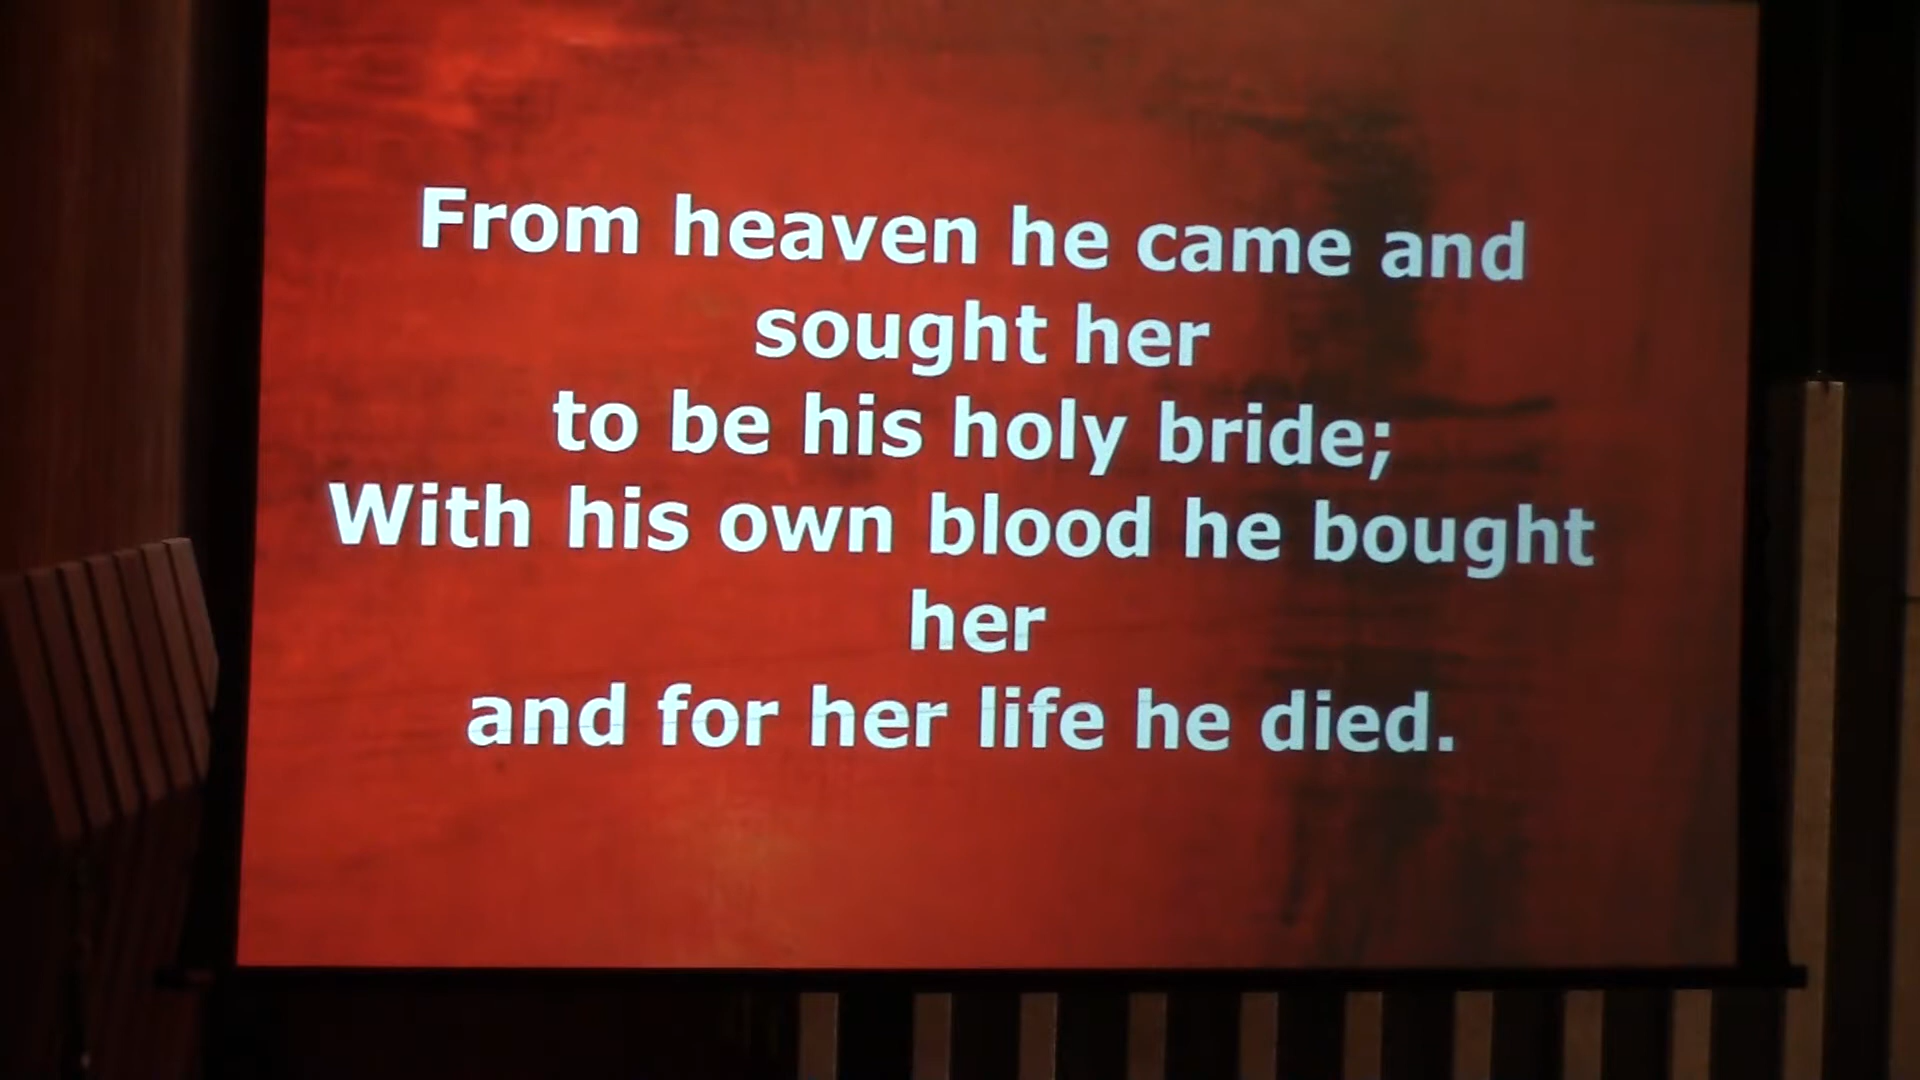 From heaven he came and
sought her
to be his holy bride;
With his own blood he bought
her
and for her life he died.